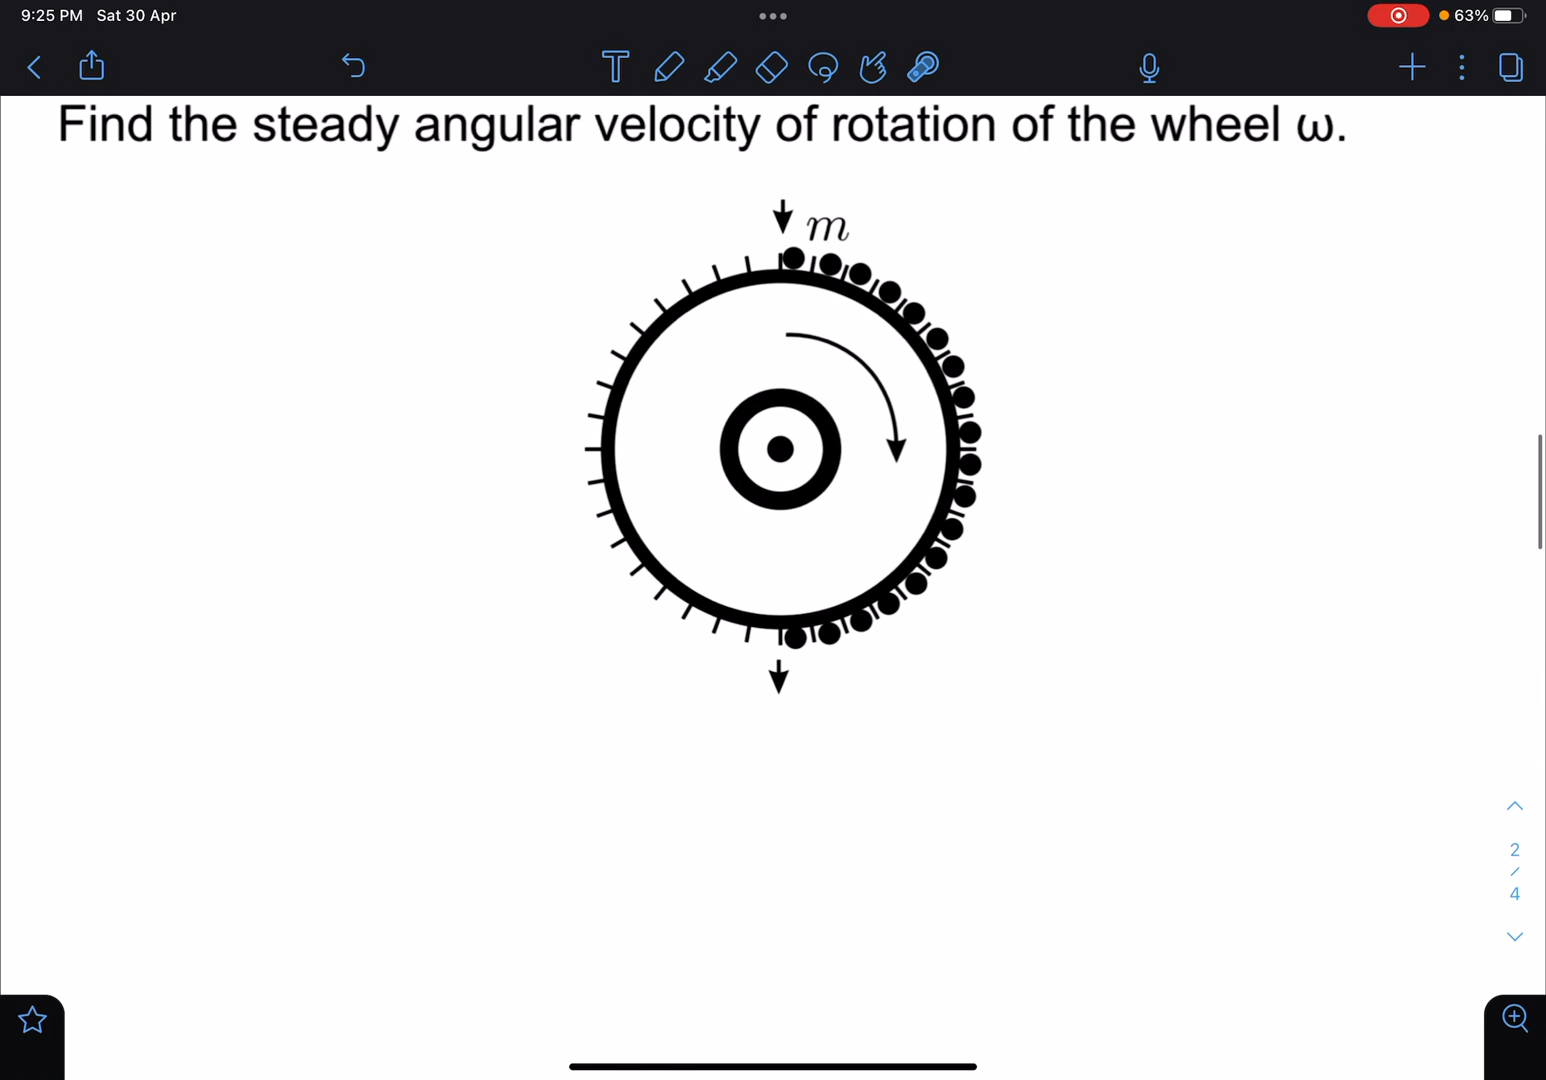 9:25 PM Sat 30 Apr
63%
T
Find the steady angular velocity of rotation of the wheel ω.
m
2
4